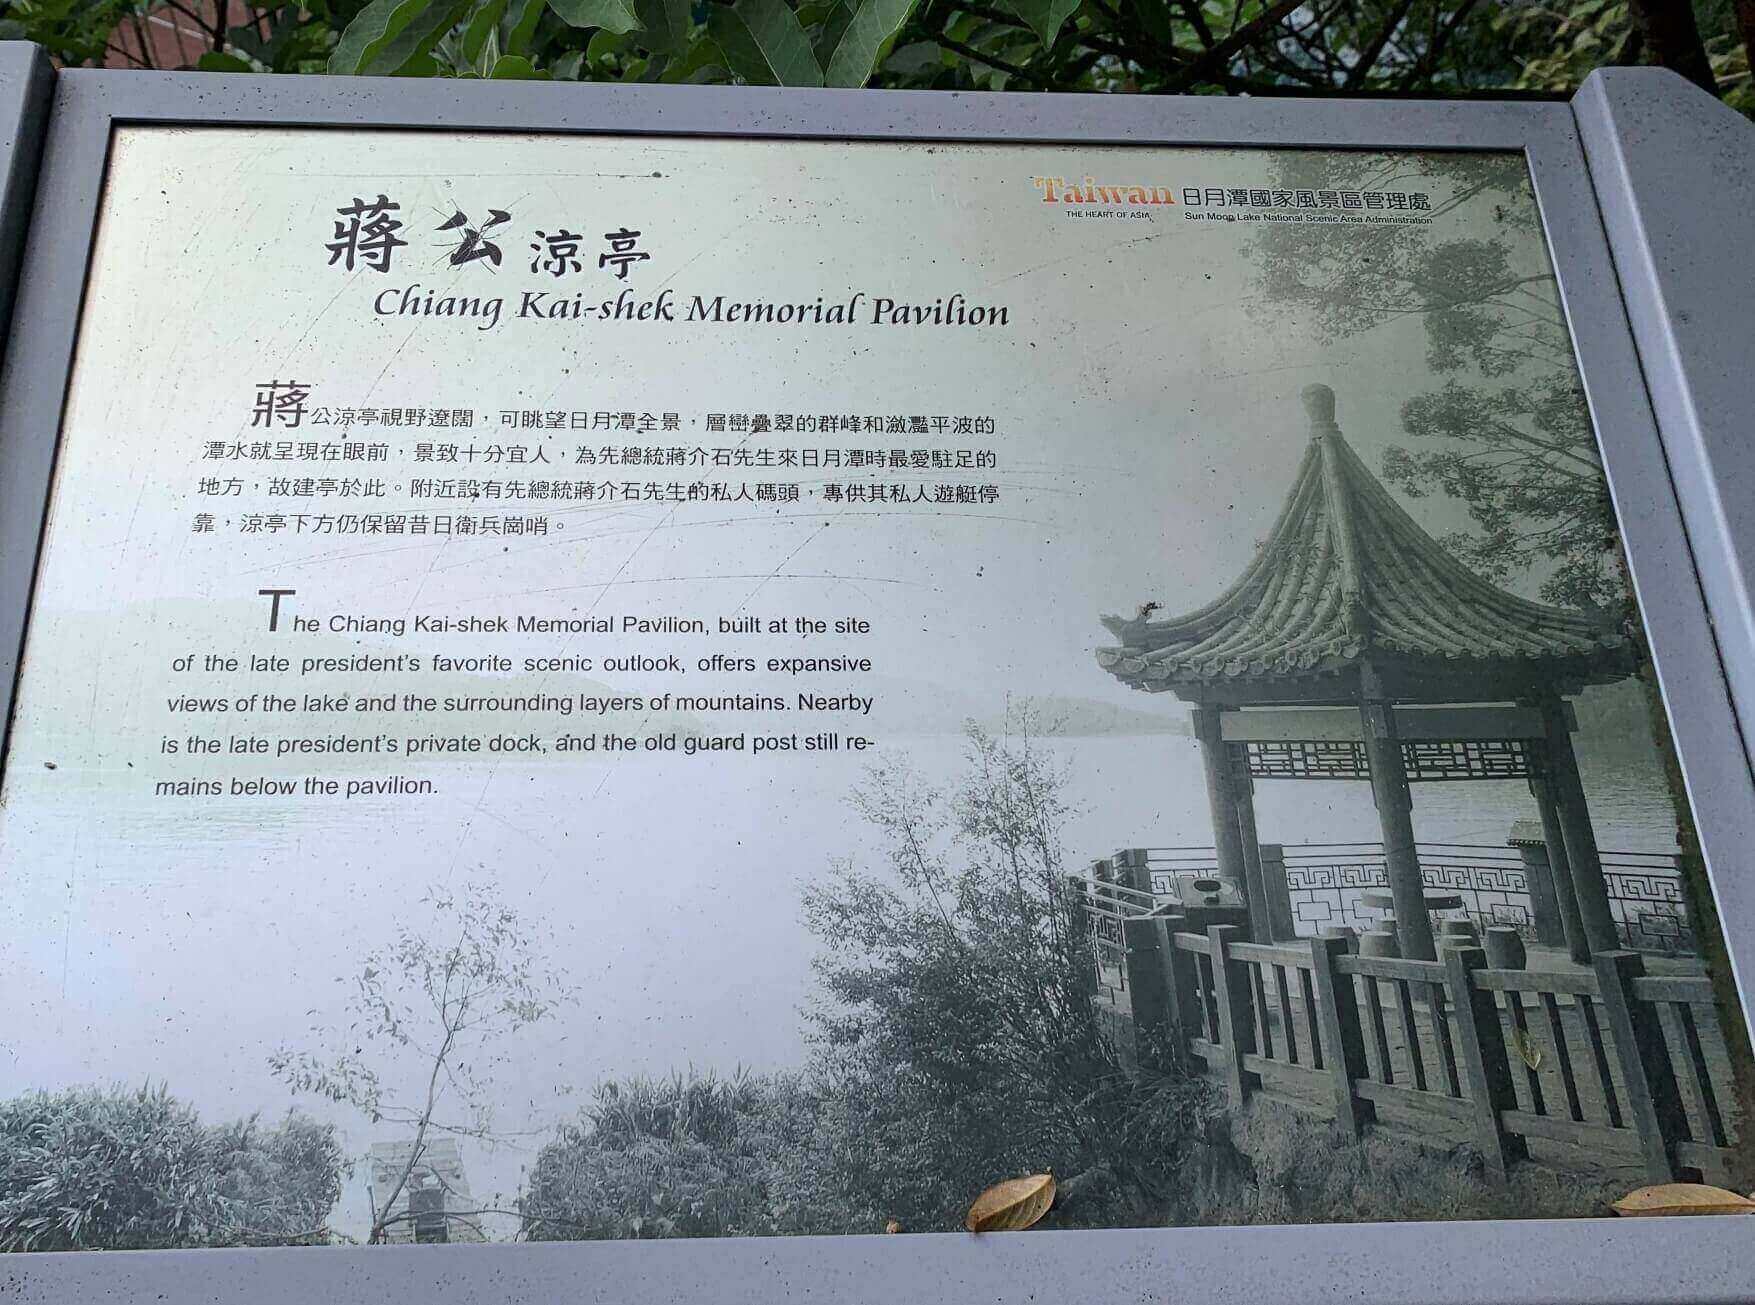 Taiwan 日月潭國家風景區管理處
THE HEART OF ASIA Sun Moon Lake National Scenic Area Administration
蔣公涼亭
Chiang Kai-shek Memorial Pavilion
蔣公涼亭視野遼闊，可眺望日月潭全景，層巒疊翠的群峰和瀲灩平波的
潭水就呈現在眼前，景致十分宜人，為先總統蔣介石先生來日月潭時最愛駐足的
地方，故建亭於此。附近設有先總統蔣介石先生的私人碼頭，專供其私人遊艇停
靠，涼亭下方仍保留昔日衛兵崗哨。
The Chiang Kai-shek Memorial Pavilion, built at the site
of the late president's favorite scenic outlook, offers expansive
views of the lake and the surrounding layers of mountains. Nearby
is the late president's private dock, and the old guard post still re-
mains below the pavilion.